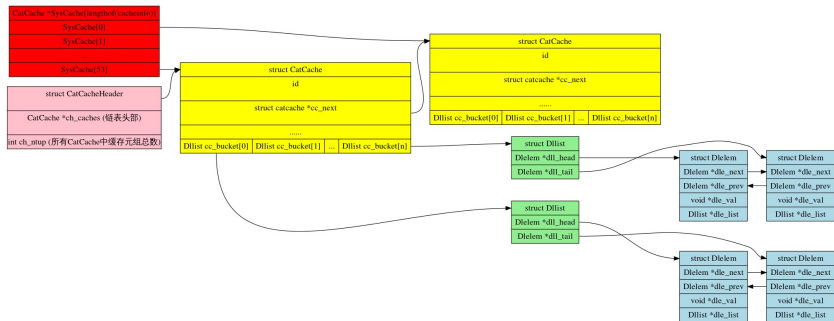 CatCache *SysCache[lengthof(cacheinfo)]
SysCache[0]
SysCache[1]
SysCache[53]
struct CatCacheHeader
CatCache *ch_caches (链表头部)
int ch_ntup (所有CatCache中缓存元组总数)
struct CatCache
id
struct catcache *cc_next
......
Dllist cc_bucket[0] Dllist cc_bucket[1] ... Dllist cc_bucket[n]
struct CatCache
id
struct catcache *cc_next
......
Dllist cc_bucket[0] Dllist cc_bucket[1] ... Dllist cc_bucket[n]
struct Dllist
Dlelem *dll_head
Dlelem *dll_tail
struct Dlelem
Dlelem *dle_next
Dlelem *dle_prev
void *dle_val
Dllist *dle_list
struct Dlelem
Dlelem *dle_next
Dlelem *dle_prev
void *dle_val
Dllist *dle_list
struct Dllist
Dlelem *dll_head
Dlelem *dll_tail
struct Dlelem
Dlelem *dle_next
Dlelem *dle_prev
void *dle_val
Dllist *dle_list
struct Dlelem
Dlelem *dle_next
Dlelem *dle_prev
void *dle_val
Dllist *dle_list